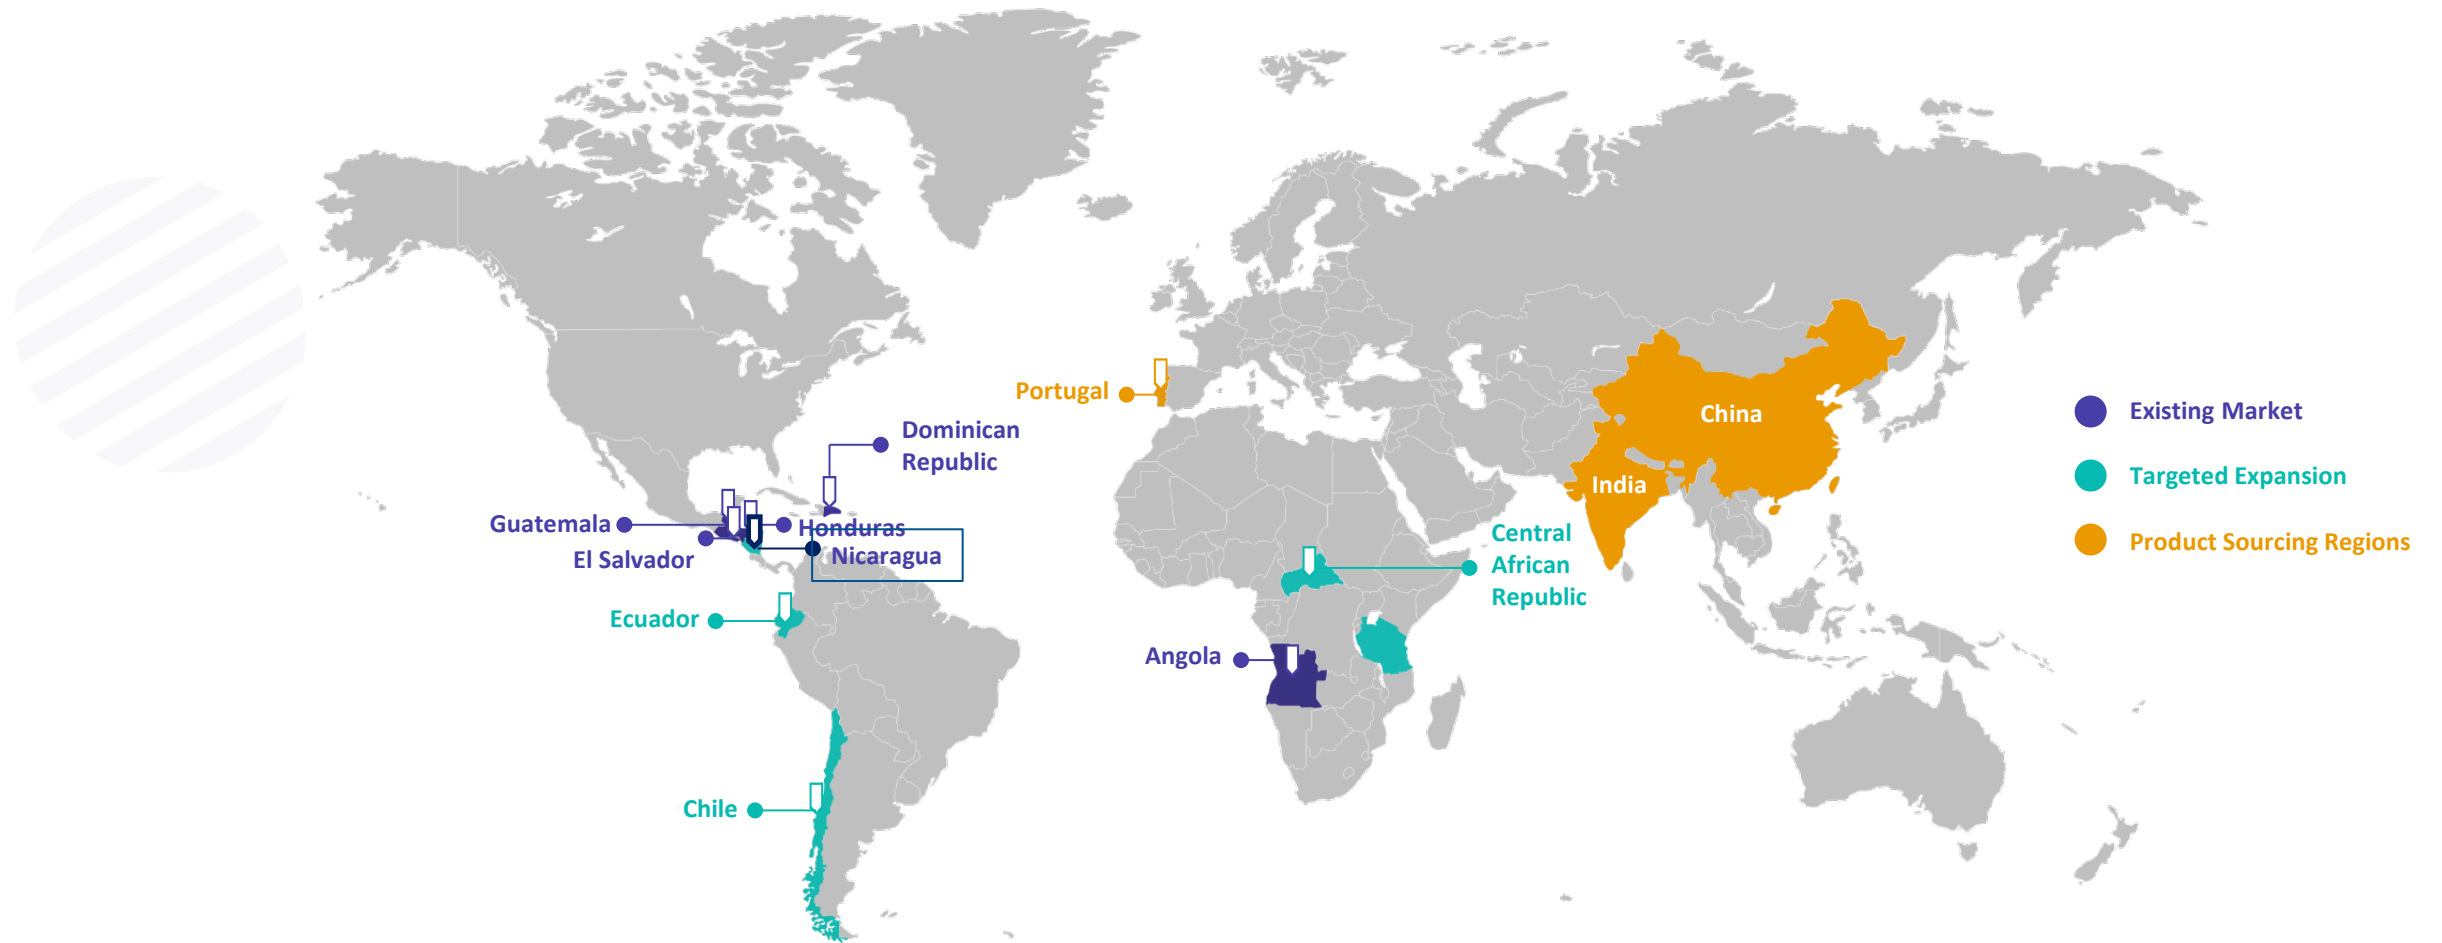 Dominican
Republic
Guatemala
Honduras
El Salvador
Nicaragua
Ecuador
Chile
Portugal
Central
African
Republic
Angola
China
India
Existing Market
Targeted Expansion
Product Sourcing Regions